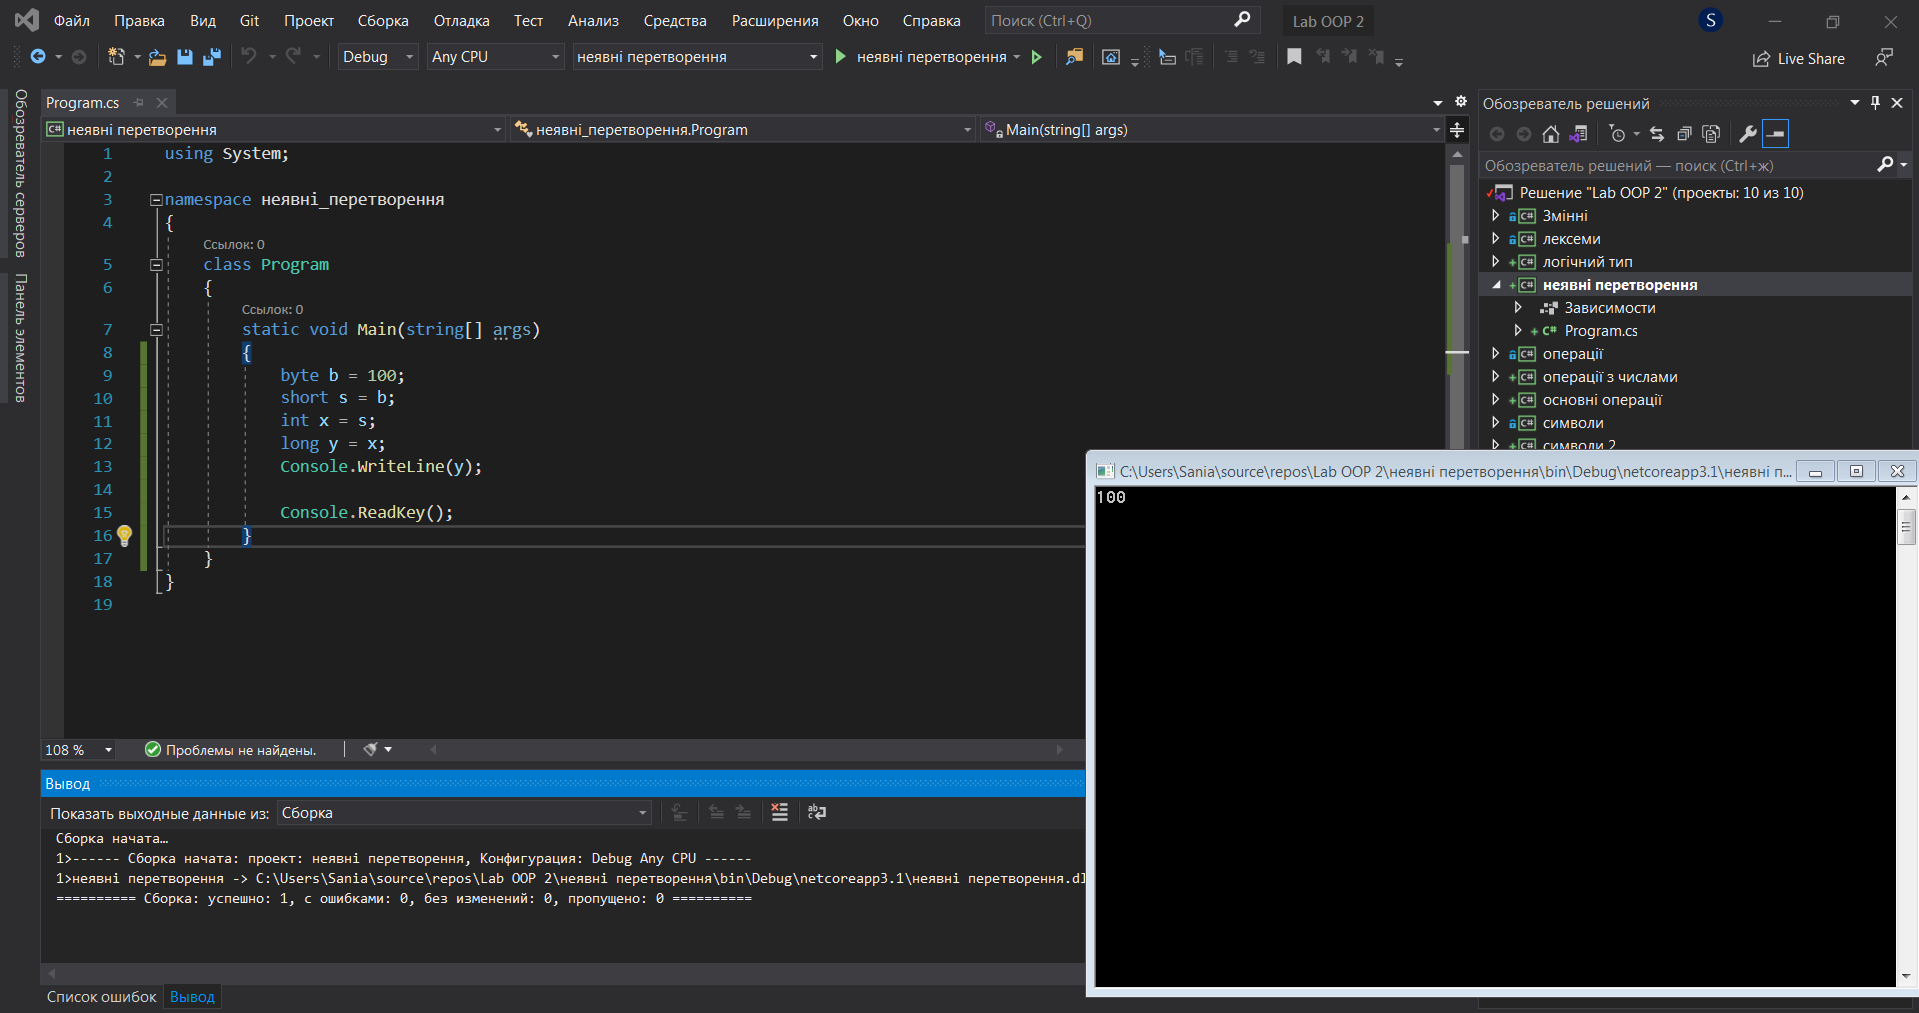 Файл Правка Вид Git Проект Сборка Отладка Тест Анализ Средства Расширения Окно Справка Поиск (Ctrl+Q) Lab OOP 2 S
Debug Any CPU неявні перетворення неявні перетворення Live Share
Обозреватель серверов
Панель элементов
Program.cs
неявні перетворення неявні_перетворення.Program Main(string[] args)
1 using System;
2
3 namespace неявні_перетворення
4 {
Ссылок: 0
5 class Program
6 {
Ссылок: 0
7 static void Main(string[] args)
8 {
9 byte b = 100;
10 short s = b;
11 int x = s;
12 long y = x;
13 Console.WriteLine(y);
14
15 Console.ReadKey();
16 }
17 }
18 }
19
108 % Проблемы не найдены.
Вывод
Показать выходные данные из: Сборка
Сборка начата…
1>------ Сборка начата: проект: неявні перетворення, Конфигурация: Debug Any CPU ------
1>неявні перетворення -> C:\Users\Sania\source\repos\Lab OOP 2\неявні перетворення\bin\Debug\netcoreapp3.1\неявні перетворення.dl
========== Сборка: успешно: 1, с ошибками: 0, без изменений: 0, пропущено: 0 ==========
Список ошибок Вывод
Обозреватель решений
Обозреватель решений — поиск (Ctrl+ж)
Решение "Lab OOP 2" (проекты: 10 из 10)
C# Змінні
C# лексеми
C# логічний тип
C# неявні перетворення
Зависимости
C# Program.cs
C# операції
C# операції з числами
C# основні операції
C# символи
C# символи 2
C:\Users\Sania\source\repos\Lab OOP 2\неявні перетворення\bin\Debug\netcoreapp3.1\неявні п...
100